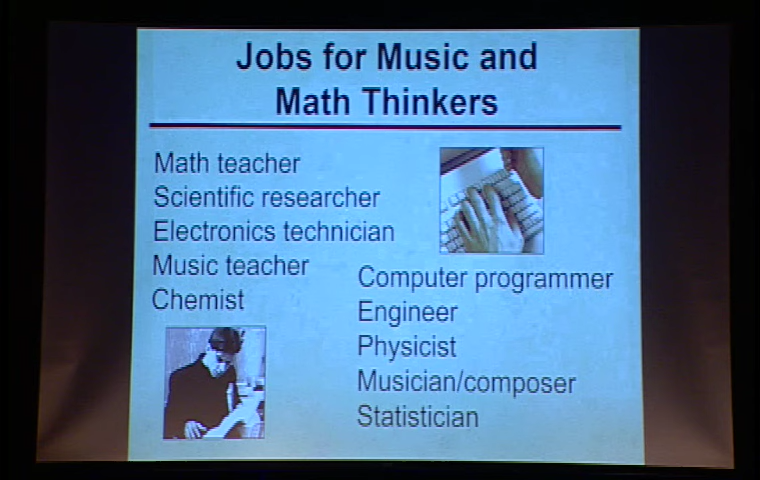 Jobs for Music and
Math Thinkers
Math teacher
Scientific researcher
Electronics technician
Music teacher
Chemist
Computer programmer
Engineer
Physicist
Musician/composer
Statistician